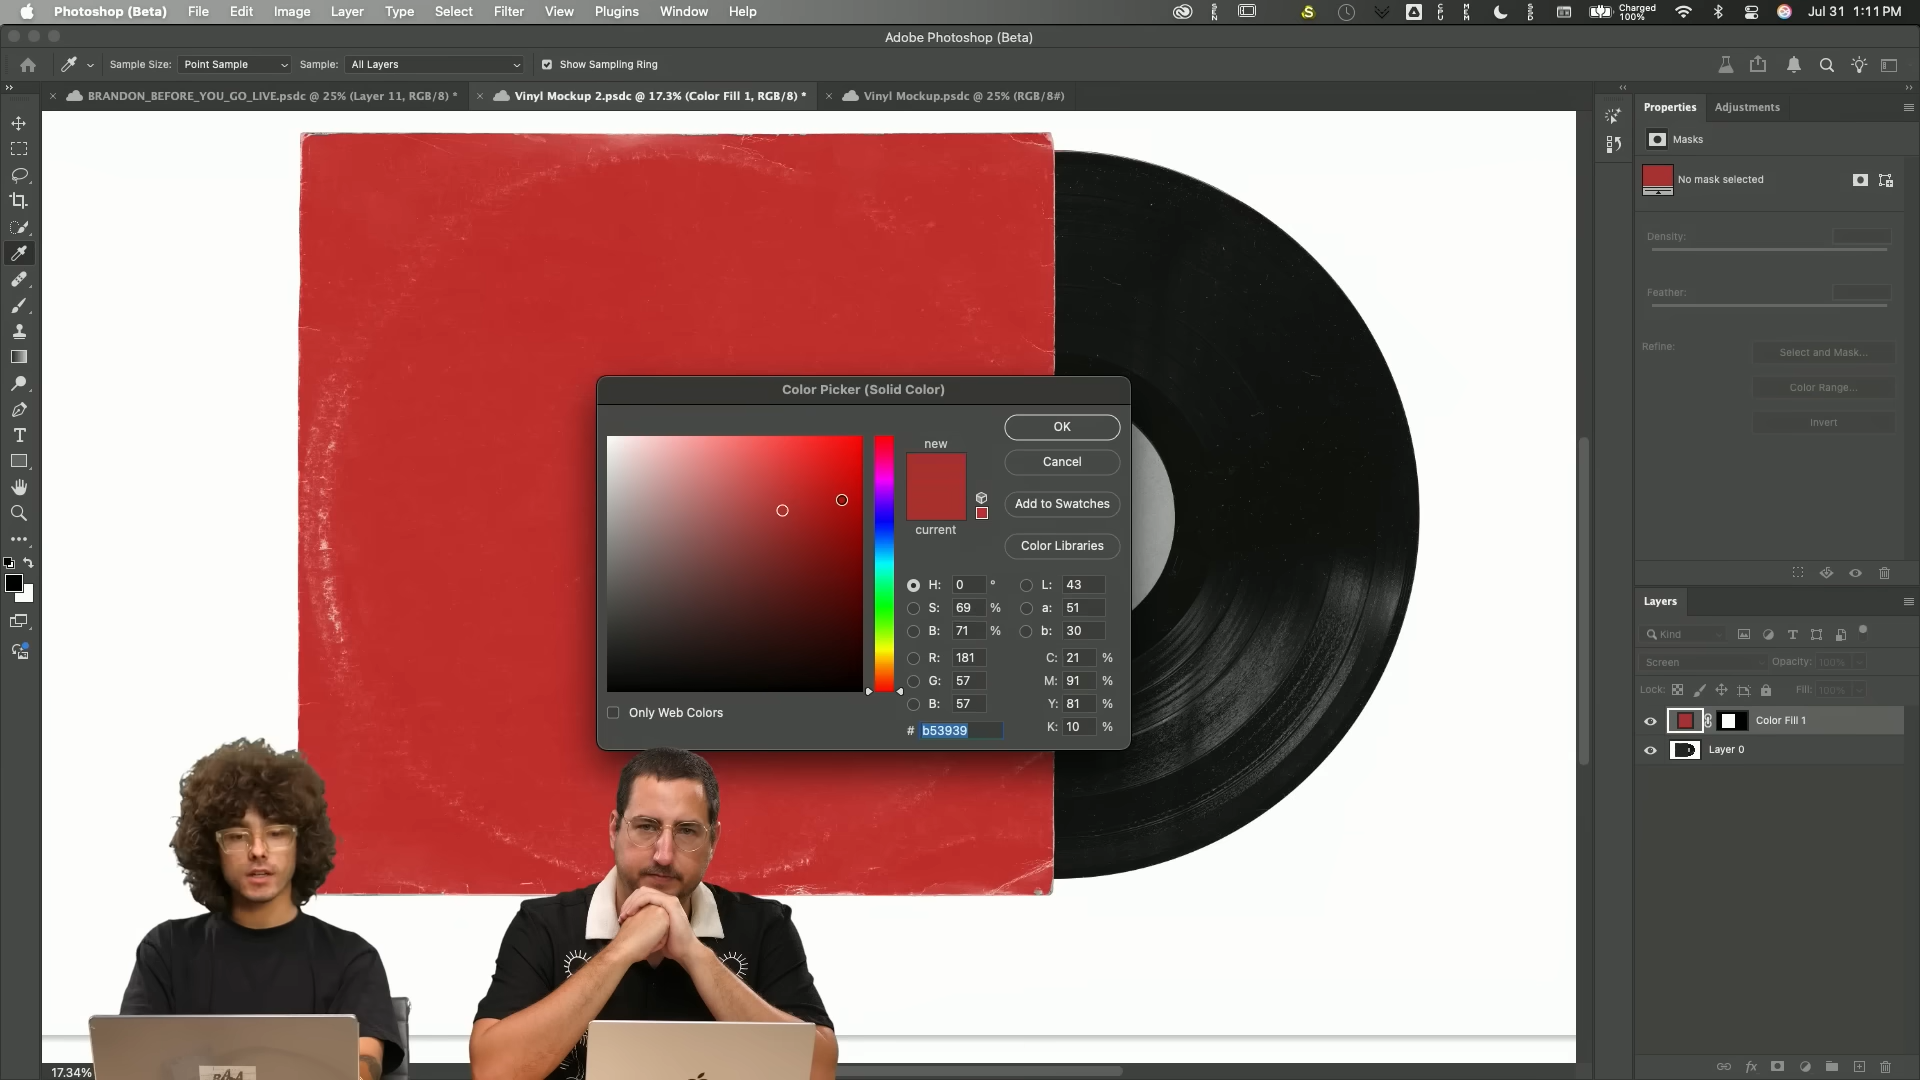 Photoshop (Beta) File Edit Image Layer Type Select Filter View Plugins Window Help Charged 100% Jul 31 1:11 PM
Adobe Photoshop (Beta)
Sample Size: Point Sample Sample: All Layers Show Sampling Ring
BRANDON_BEFORE_YOU_GO_LIVE.psdc @ 25% (Layer 11, RGB/8) *
Vinyl Mockup 2.psdc @ 17.3% (Color Fill 1, RGB/8) *
Vinyl Mockup.psdc @ 25% (RGB/8#)
Properties Adjustments
Masks
No mask selected
Density:
Feather:
Refine: Select and Mask...
Color Range...
Invert
Color Picker (Solid Color)
new
current
OK
Cancel
Add to Swatches
Color Libraries
H: 0 ° L: 43
S: 69 % a: 51
B: 71 % b: 30
R: 181 C: 21 %
G: 57 M: 91 %
B: 57 Y: 81 %
# b53939 K: 10 %
Only Web Colors
Layers
Kind
Screen Opacity: 100%
Lock: Fill: 100%
Color Fill 1
Layer 0
17.34%